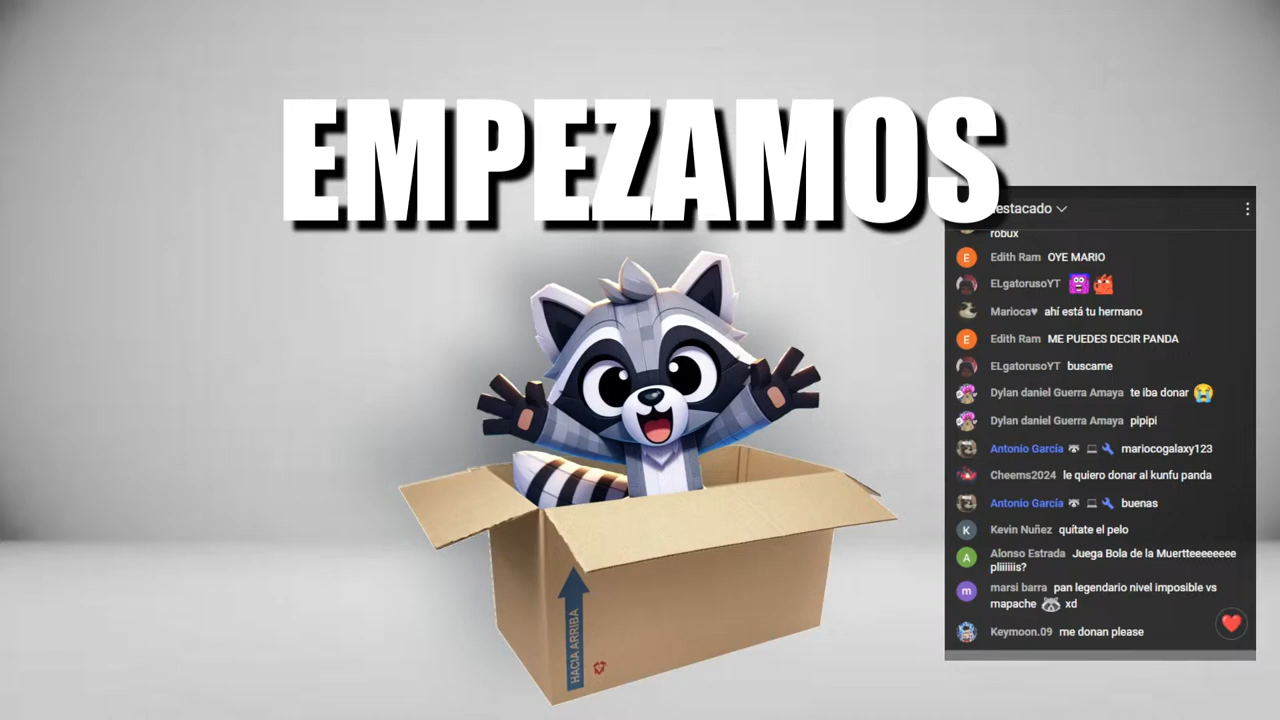 EMPEZAMOS
estacado
robux
Edith Ram OYE MARIO
ELgatorusoYT
Marioca♥ ahí está tu hermano
Edith Ram ME PUEDES DECIR PANDA
ELgatorusoYT buscame
Dylan daniel Guerra Amaya te iba donar 😭
Dylan daniel Guerra Amaya pipipi
Antonio García mariocogalaxy123
Cheems2024 le quiero donar al kunfu panda
Antonio García buenas
K Kevin Nuñez quítate el pelo
A Alonso Estrada Juega Bola de la Muertteeeeeeee
pliiiiiis?
m marsi barra pan legendario nivel imposible vs
mapache 🦝 xd
Keymoon.09 me donan please
HACIA ARRIBA